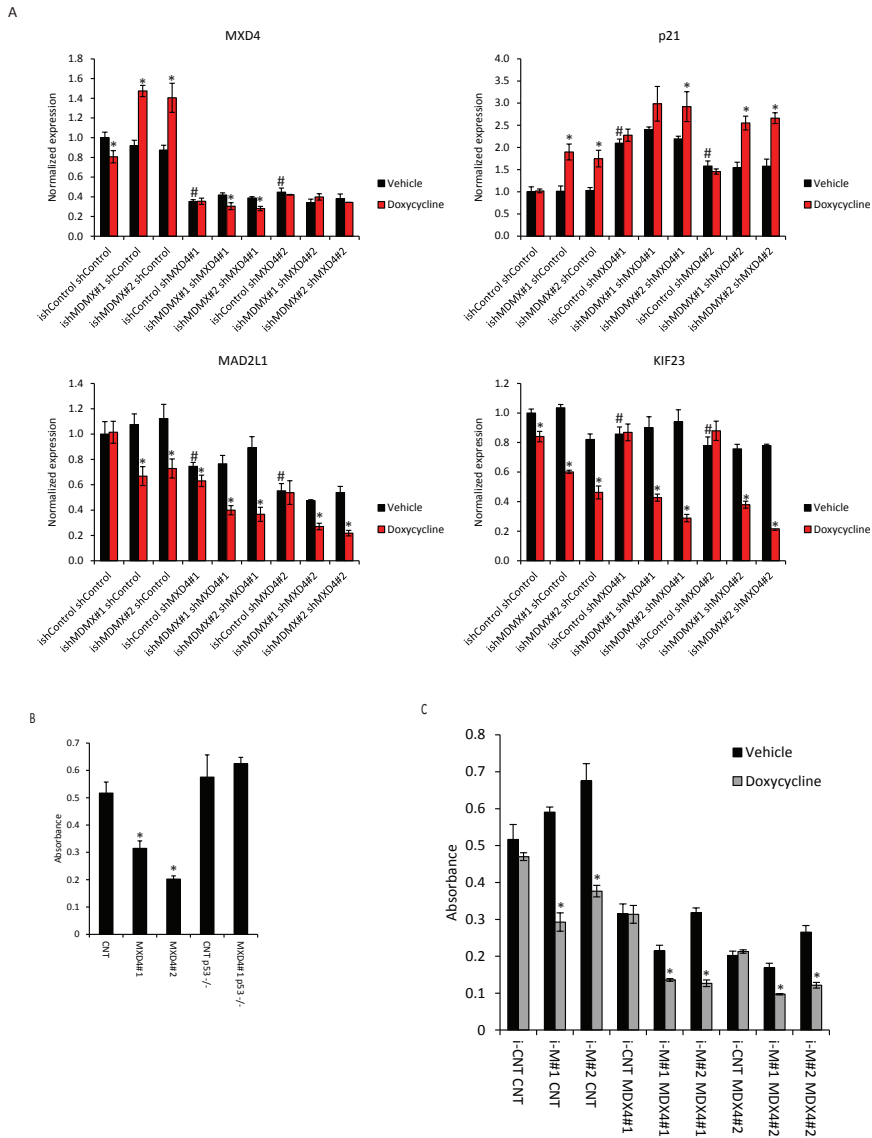 A
MXD4
Normalized expression
1.8
1.6
1.4
1.2
1.0
0.8
0.6
0.4
0.2
0.0
*
*
*
#
*
*
#
Vehicle
Doxycycline
ishControl shControl
ishMDMX#1 shControl
ishMDMX#2 shControl
ishControl shMXD4#1
ishMDMX#1 shMXD4#1
ishMDMX#2 shMXD4#1
ishControl shMXD4#2
ishMDMX#1 shMXD4#2
ishMDMX#2 shMXD4#2
p21
Normalized expression
4.0
3.5
3.0
2.5
2.0
1.5
1.0
0.5
0.0
*
*
#
*
#
*
*
Vehicle
Doxycycline
ishControl shControl
ishMDMX#1 shControl
ishMDMX#2 shControl
ishControl shMXD4#1
ishMDMX#1 shMXD4#1
ishMDMX#2 shMXD4#1
ishControl shMXD4#2
ishMDMX#1 shMXD4#2
ishMDMX#2 shMXD4#2
MAD2L1
Normalized expression
1.4
1.2
1.0
0.8
0.6
0.4
0.2
0.0
*
*
#
*
*
*
#
*
*
Vehicle
Doxycycline
ishControl shControl
ishMDMX#1 shControl
ishMDMX#2 shControl
ishControl shMXD4#1
ishMDMX#1 shMXD4#1
ishMDMX#2 shMXD4#1
ishControl shMXD4#2
ishMDMX#1 shMXD4#2
ishMDMX#2 shMXD4#2
KIF23
Normalized expression
1.2
1.0
0.8
0.6
0.4
0.2
0.0
*
*
*
#
*
*
#
*
*
Vehicle
Doxycycline
ishControl shControl
ishMDMX#1 shControl
ishMDMX#2 shControl
ishControl shMXD4#1
ishMDMX#1 shMXD4#1
ishMDMX#2 shMXD4#1
ishControl shMXD4#2
ishMDMX#1 shMXD4#2
ishMDMX#2 shMXD4#2
B
Absorbance
0.7
0.6
0.5
0.4
0.3
0.2
0.1
0
*
*
CNT
MXD4#1
MXD4#2
CNT p53 -/-
MXD4#1 p53 -/-
C
Absorbance
0.8
0.7
0.6
0.5
0.4
0.3
0.2
0.1
0
*
*
*
*
*
*
Vehicle
Doxycycline
i-CNT CNT
i-M#1 CNT
i-M#2 CNT
i-CNT MDX4#1
i-M#1 MDX4#1
i-M#2 MDX4#1
i-CNT MDX4#2
i-M#1 MDX4#2
i-M#2 MDX4#2